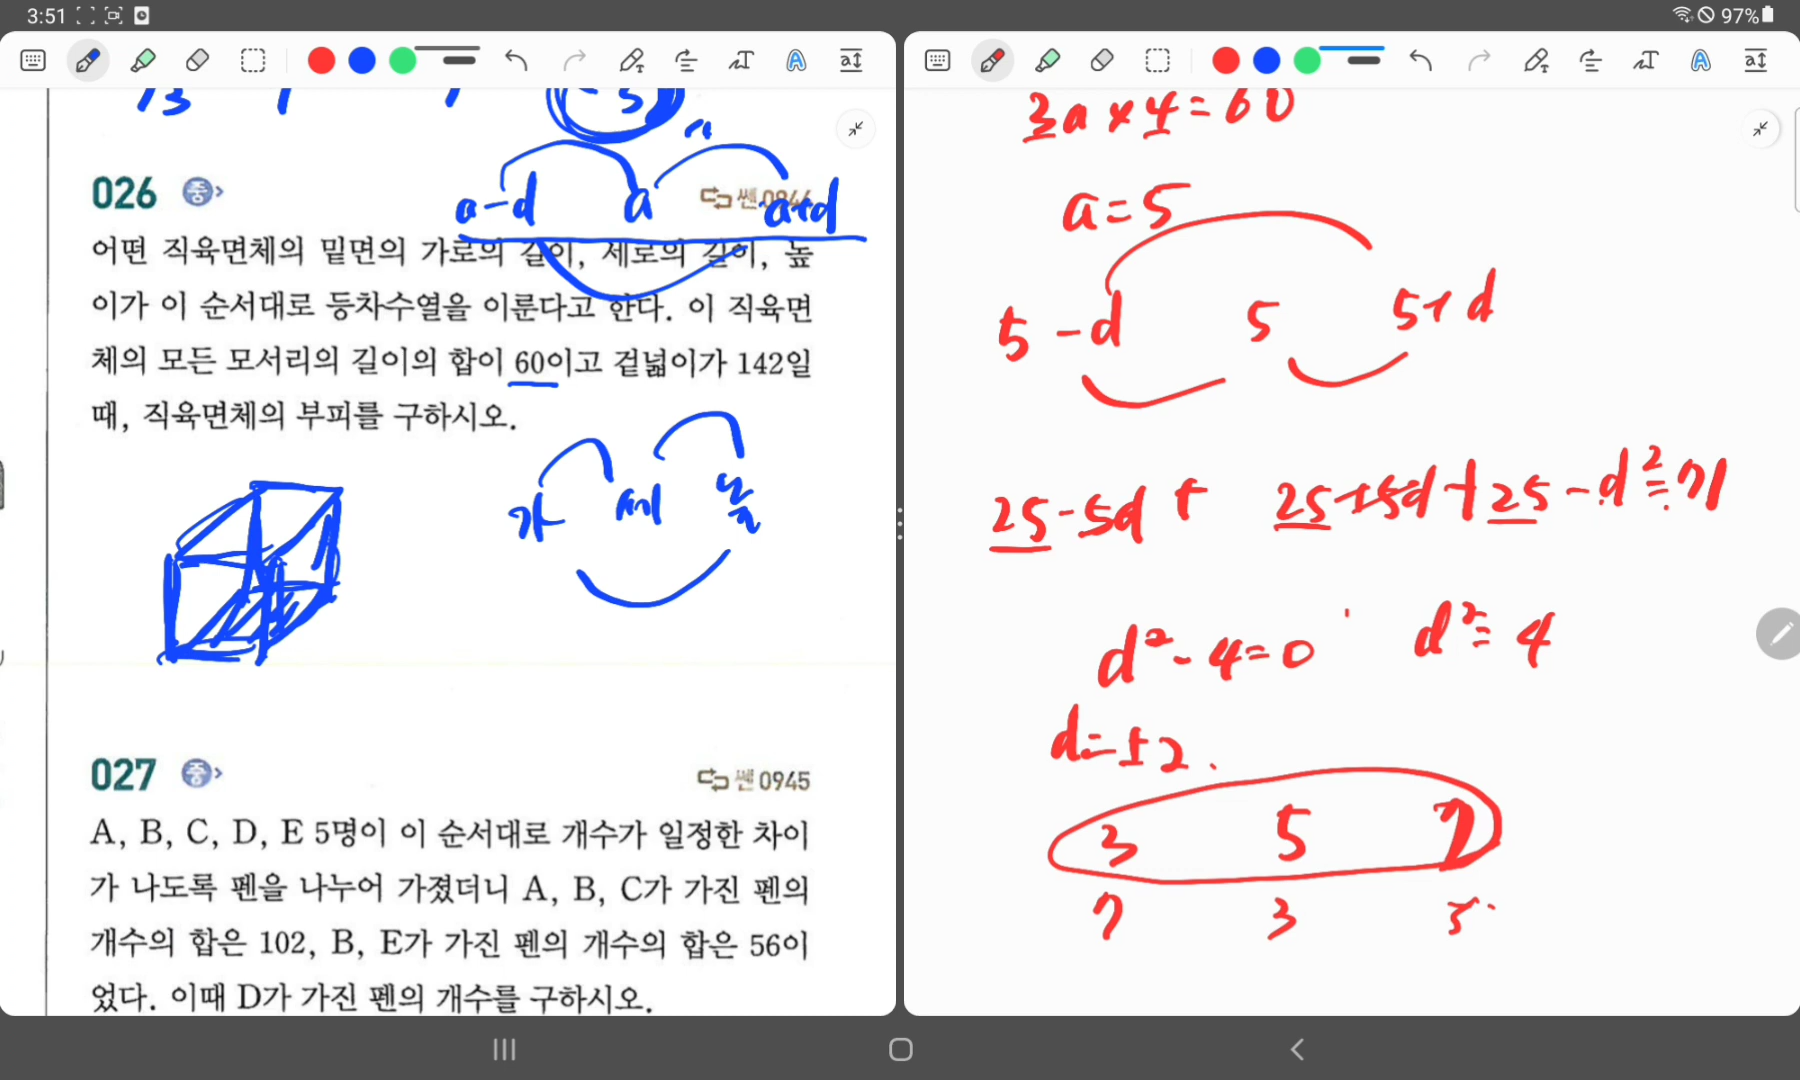 3:51
97%
a-d a a+d
026 중 쎈 0944
어떤 직육면체의 밑면의 가로의 길이, 세로의 길이, 높
이가 이 순서대로 등차수열을 이룬다고 한다. 이 직육면
체의 모든 모서리의 길이의 합이 60이고 겉넓이가 142일
때, 직육면체의 부피를 구하시오.
가 세 높
027 중 쎈 0945
A, B, C, D, E 5명이 이 순서대로 개수가 일정한 차이
가 나도록 펜을 나누어 가졌더니 A, B, C가 가진 펜의
개수의 합은 102, B, E가 가진 펜의 개수의 합은 56이
었다. 이때 D가 가진 펜의 개수를 구하시오.
3a×4=60
a=5
5-d 5 5+d
25-5d+25+5d+25-d²=71
d²-4=0 d²=4
d=±2.
3 5 7
7 3